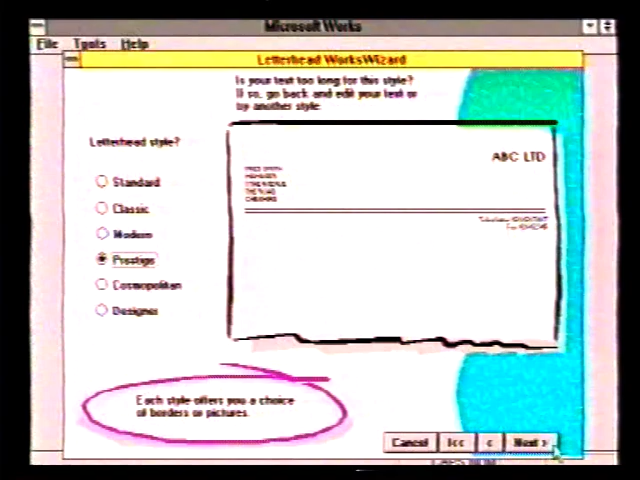 Microsoft Works
File Tools Help
Letterhead WorksWizard
Is your text too long for this style?
If so, go back and edit your text or
try another style
Letterhead style?
ABC LTD
Standard
Classic
Modern
Prestige
Cosmopolitan
Designer
Each style offers you a choice
of borders or pictures.
Cancel |<< < Next >